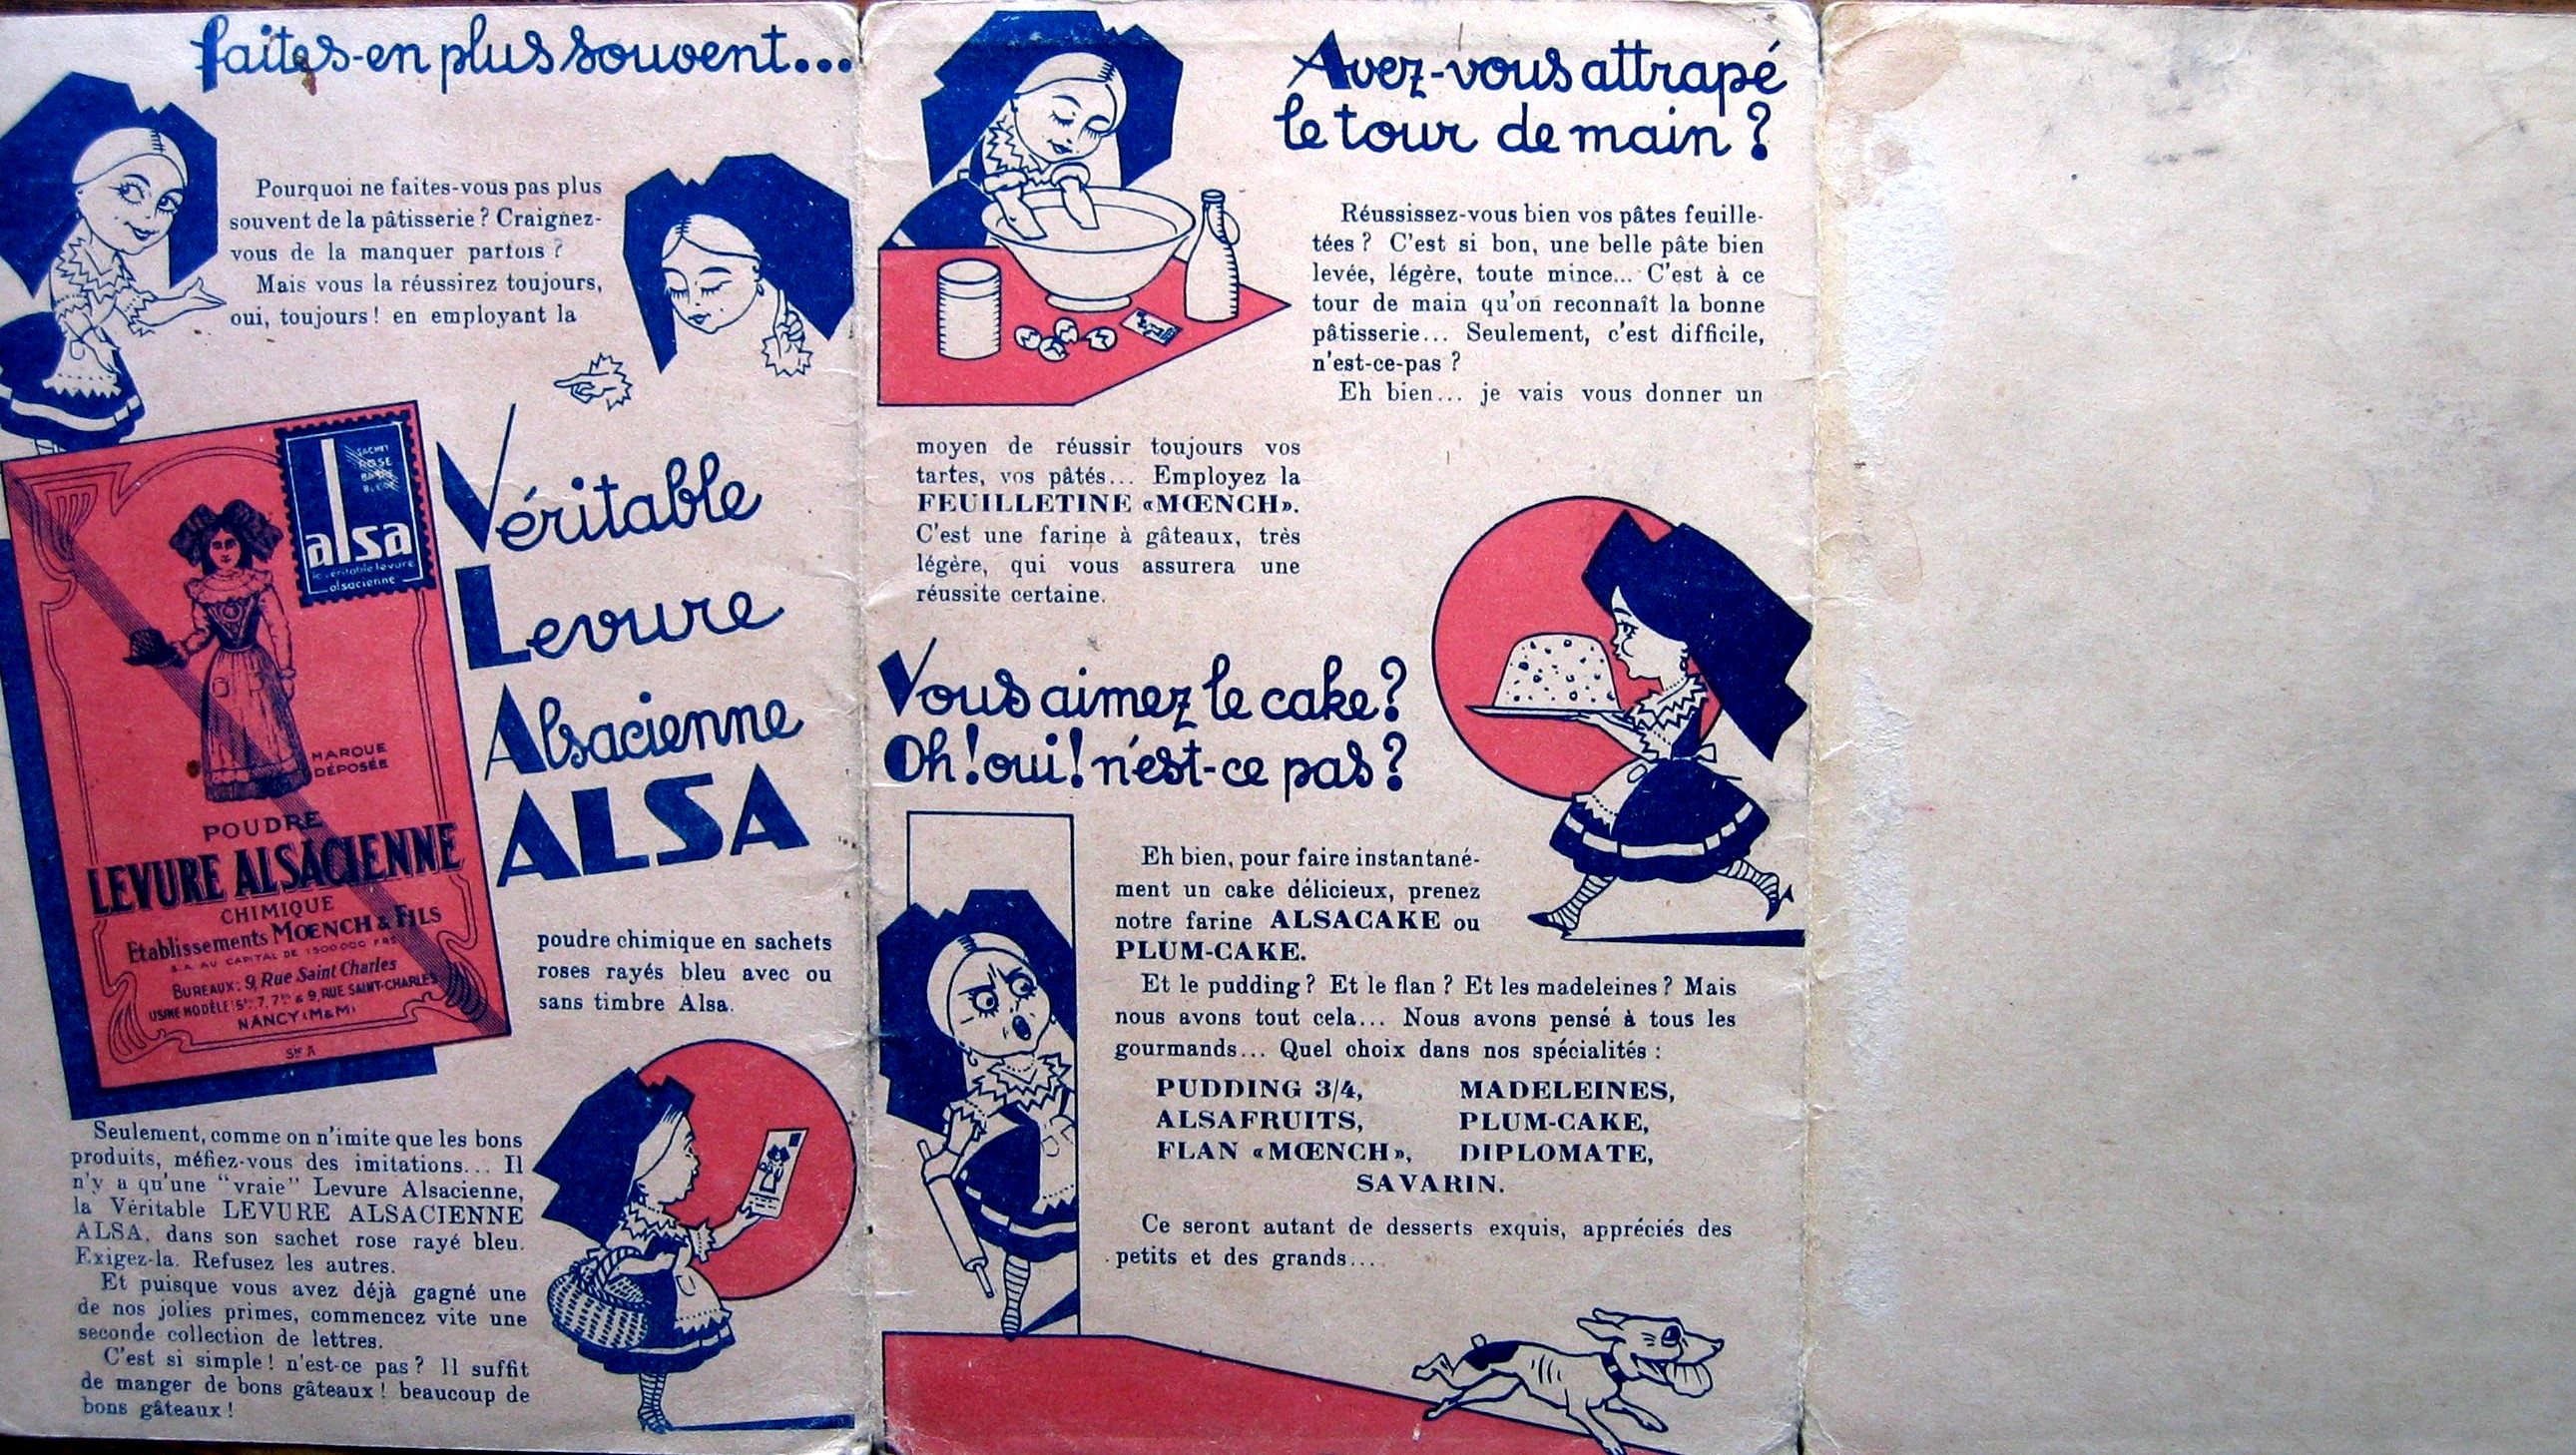 faites-en plus souvent...
Pourquoi ne faites-vous pas plus
souvent de la pâtisserie ? Craignez-
vous de la manquer parfois ?
Mais vous la réussirez toujours,
oui, toujours ! en employant la
SACHET
ROSE
BARRÉ
BLEU
alsa
la véritable levure
alsacienne
MARQUE
DÉPOSÉE
POUDRE
LEVURE ALSACIENNE
CHIMIQUE
Etablissements MŒNCH & FILS
S.A. AU CAPITAL DE 1500000 FRS
BUREAUX: 9, Rue Saint Charles
USINE MODÈLE: 5bis, 7, 7bis & 9, RUE SAINT-CHARLES
NANCY (M&M)
Sie A
Véritable
Levure
Alsacienne
ALSA
poudre chimique en sachets
roses rayés bleu avec ou
sans timbre Alsa.
Seulement, comme on n'imite que les bons
produits, méfiez-vous des imitations... Il
n'y a qu'une "vraie" Levure Alsacienne,
la Véritable LEVURE ALSACIENNE
ALSA, dans son sachet rose rayé bleu.
Exigez-la. Refusez les autres.
Et puisque vous avez déjà gagné une
de nos jolies primes, commencez vite une
seconde collection de lettres.
C'est si simple ! n'est-ce pas ? Il suffit
de manger de bons gâteaux ! beaucoup de
bons gâteaux !
Avez-vous attrapé
le tour de main ?
Réussissez-vous bien vos pâtes feuille-
tées ? C'est si bon, une belle pâte bien
levée, légère, toute mince... C'est à ce
tour de main qu'on reconnaît la bonne
pâtisserie... Seulement, c'est difficile,
n'est-ce-pas ?
Eh bien... je vais vous donner un
moyen de réussir toujours vos
tartes, vos pâtés... Employez la
FEUILLETINE «MŒNCH».
C'est une farine à gâteaux, très
légère, qui vous assurera une
réussite certaine.
Vous aimez le cake?
Oh! oui! n'est-ce pas?
Eh bien, pour faire instantané-
ment un cake délicieux, prenez
notre farine ALSACAKE ou
PLUM-CAKE.
Et le pudding ? Et le flan ? Et les madeleines ? Mais
nous avons tout cela... Nous avons pensé à tous les
gourmands... Quel choix dans nos spécialités :
PUDDING 3/4, MADELEINES,
ALSAFRUITS, PLUM-CAKE,
FLAN «MŒNCH», DIPLOMATE,
SAVARIN.
Ce seront autant de desserts exquis, appréciés des
petits et des grands...